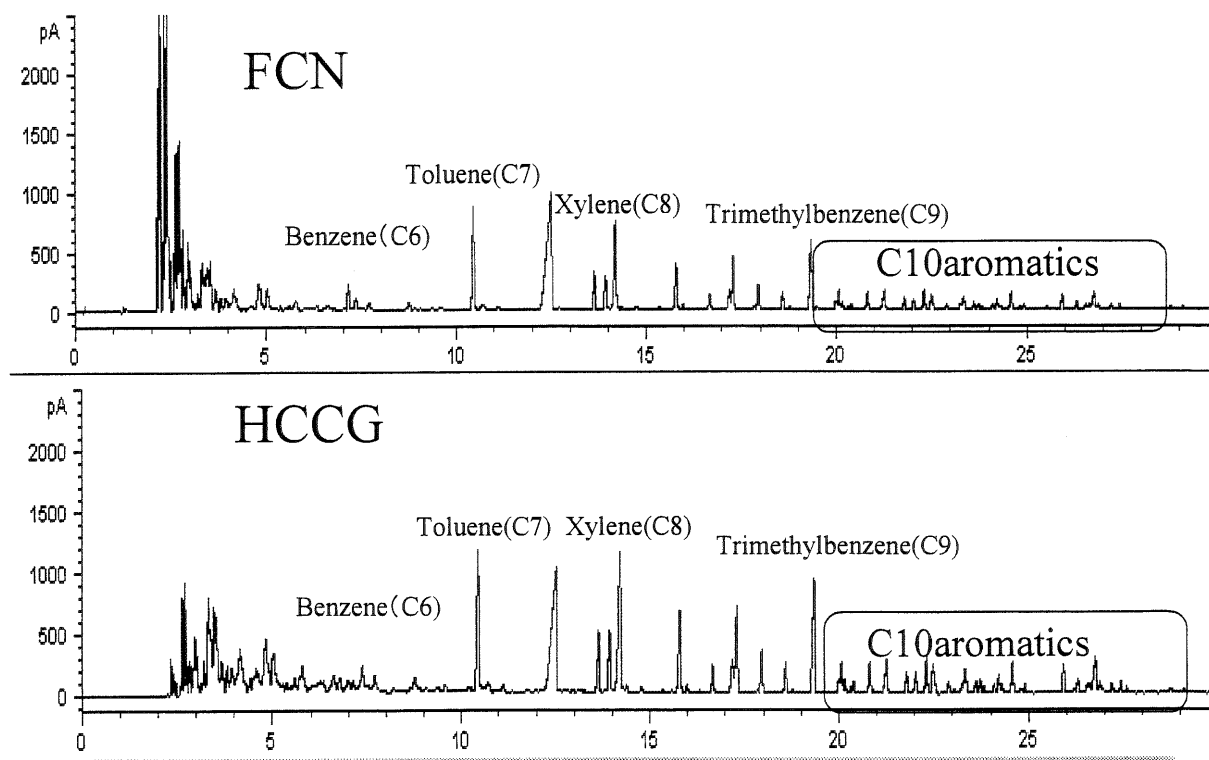 pA
FCN
2000
1500
Toluene(C7)
1000
Xylene(C8)
Trimethylbenzene(C9)
Benzene(C6)
C10aromatics
500
0
0 5 10 15 20 25
pA
HCCG
2000
1500
Toluene(C7) Xylene(C8)
Trimethylbenzene(C9)
1000
Benzene(C6)
C10aromatics
500
0
0 5 10 15 20 25